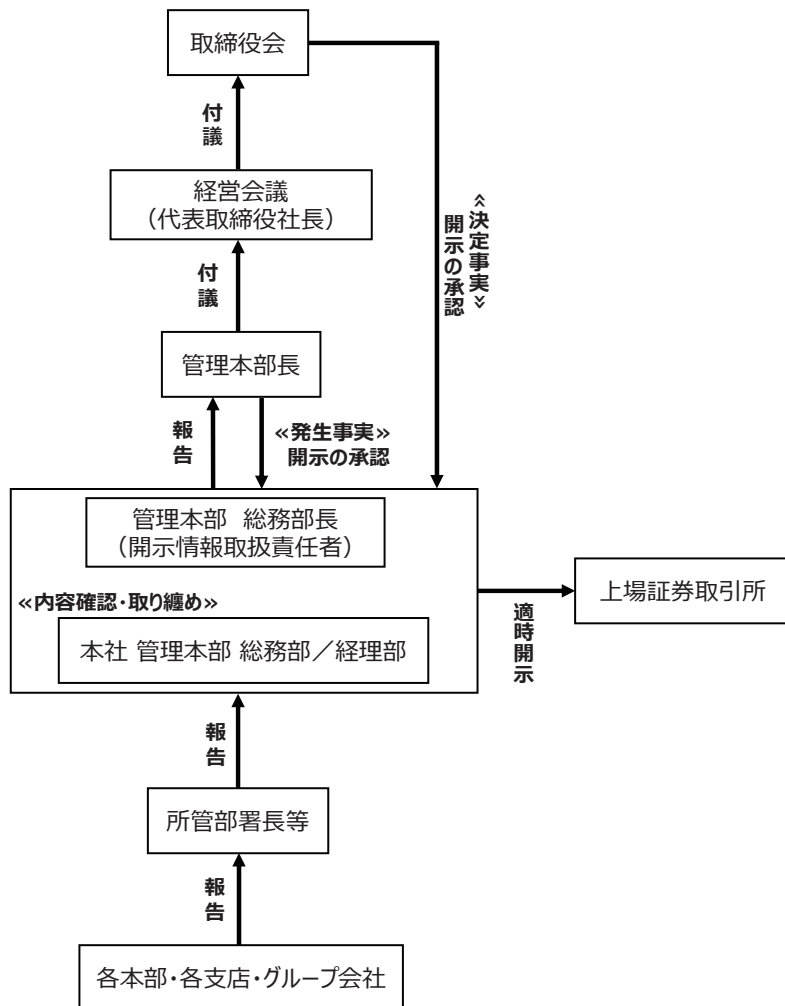 取締役会
付議
経営会議
（代表取締役社長）
≪決定事実≫
開示の承認
付議
管理本部長
報告
≪発生事実≫
開示の承認
管理本部 総務部長
（開示情報取扱責任者）
≪内容確認・取り纏め≫
本社 管理本部 総務部／経理部
適時開示
上場証券取引所
報告
所管部署長等
報告
各本部・各支店・グループ会社